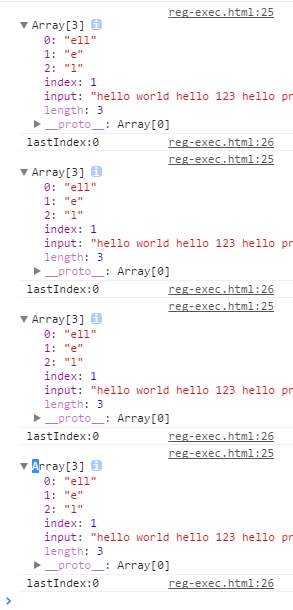 reg-exec.html:25
▼ Array[3] i
0: "ell"
1: "e"
2: "l"
index: 1
input: "hello world hello 123 hello pr
length: 3
▶ __proto__: Array[0]
lastIndex:0 reg-exec.html:26
reg-exec.html:25
▼ Array[3] i
0: "ell"
1: "e"
2: "l"
index: 1
input: "hello world hello 123 hello pr
length: 3
▶ __proto__: Array[0]
lastIndex:0 reg-exec.html:26
reg-exec.html:25
▼ Array[3] i
0: "ell"
1: "e"
2: "l"
index: 1
input: "hello world hello 123 hello pr
length: 3
▶ __proto__: Array[0]
lastIndex:0 reg-exec.html:26
reg-exec.html:25
▼ Array[3] i
0: "ell"
1: "e"
2: "l"
index: 1
input: "hello world hello 123 hello pr
length: 3
▶ __proto__: Array[0]
lastIndex:0 reg-exec.html:26
>